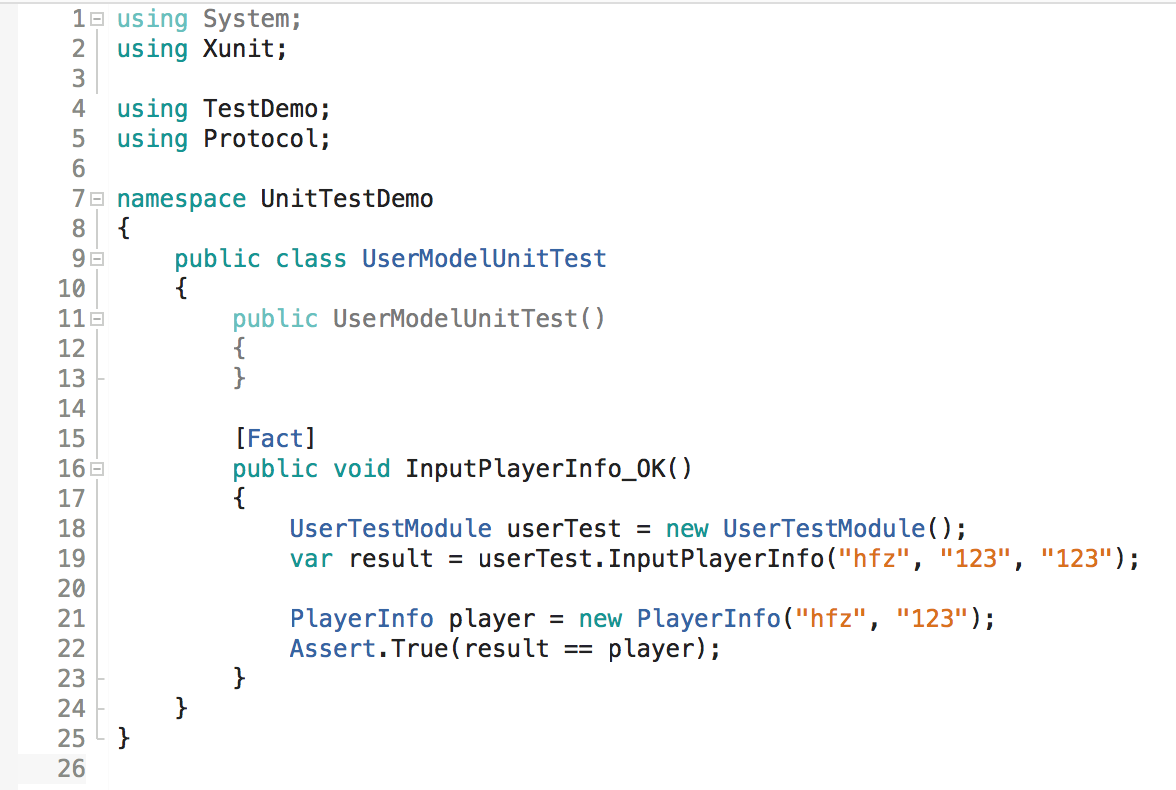 1 using System;
2 using Xunit;
3
4 using TestDemo;
5 using Protocol;
6
7 namespace UnitTestDemo
8 {
9     public class UserModelUnitTest
10     {
11         public UserModelUnitTest()
12         {
13         }
14
15         [Fact]
16         public void InputPlayerInfo_OK()
17         {
18             UserTestModule userTest = new UserTestModule();
19             var result = userTest.InputPlayerInfo("hfz", "123", "123");
20
21             PlayerInfo player = new PlayerInfo("hfz", "123");
22             Assert.True(result == player);
23         }
24     }
25 }
26